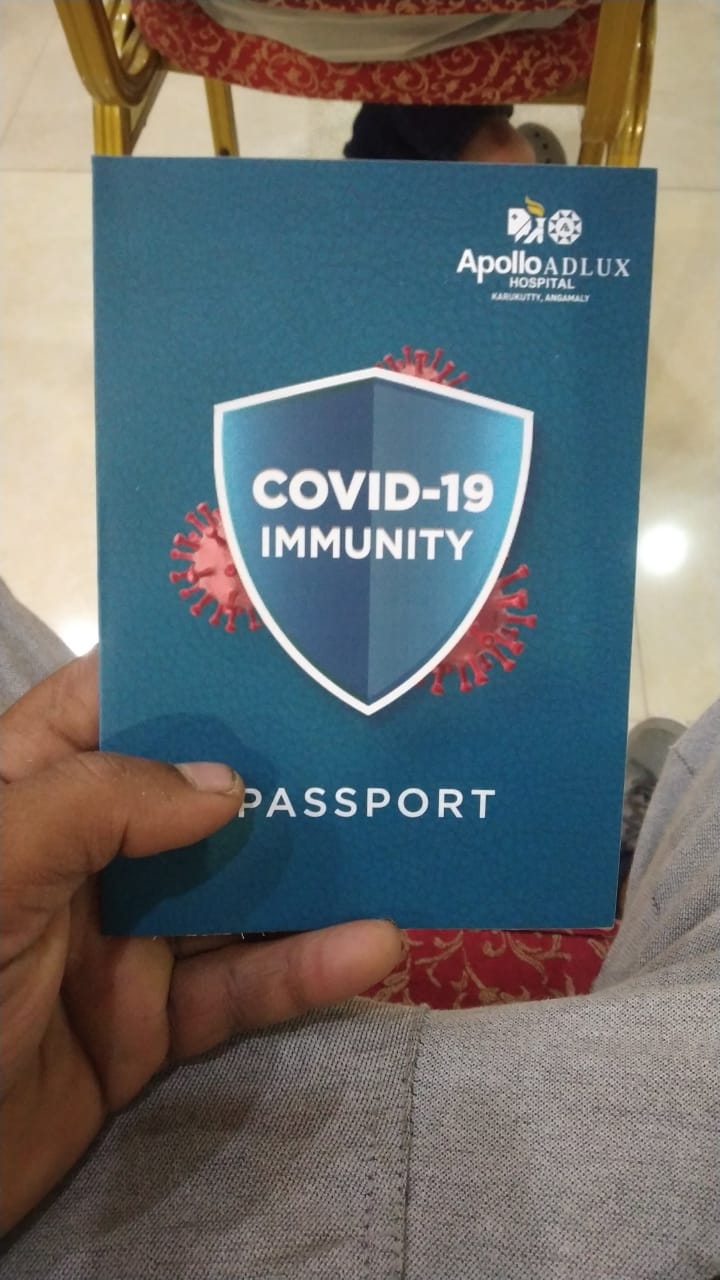 Apollo ADLUX
HOSPITAL
KARUKUTTY, ANGAMALY
COVID-19
IMMUNITY
PASSPORT